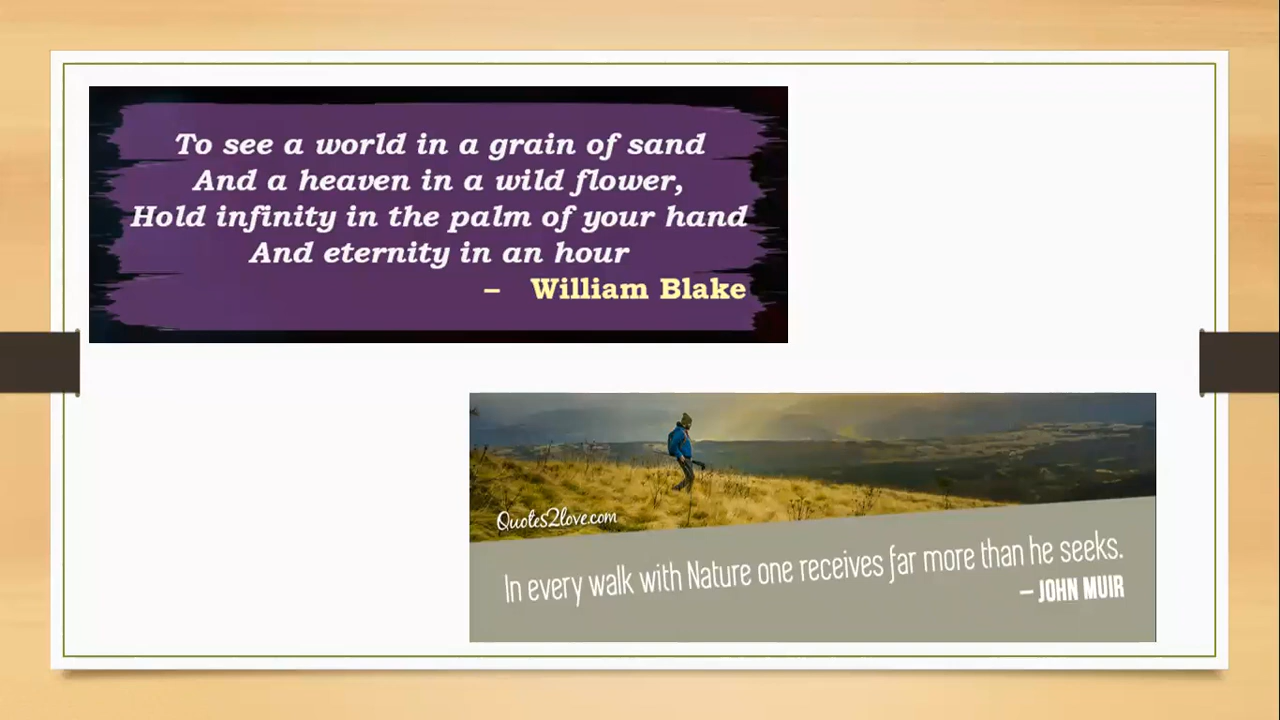 To see a world in a grain of sand
And a heaven in a wild flower,
Hold infinity in the palm of your hand
And eternity in an hour
– William Blake
Quotes2love.com
In every walk with Nature one receives far more than he seeks.
– JOHN MUIR